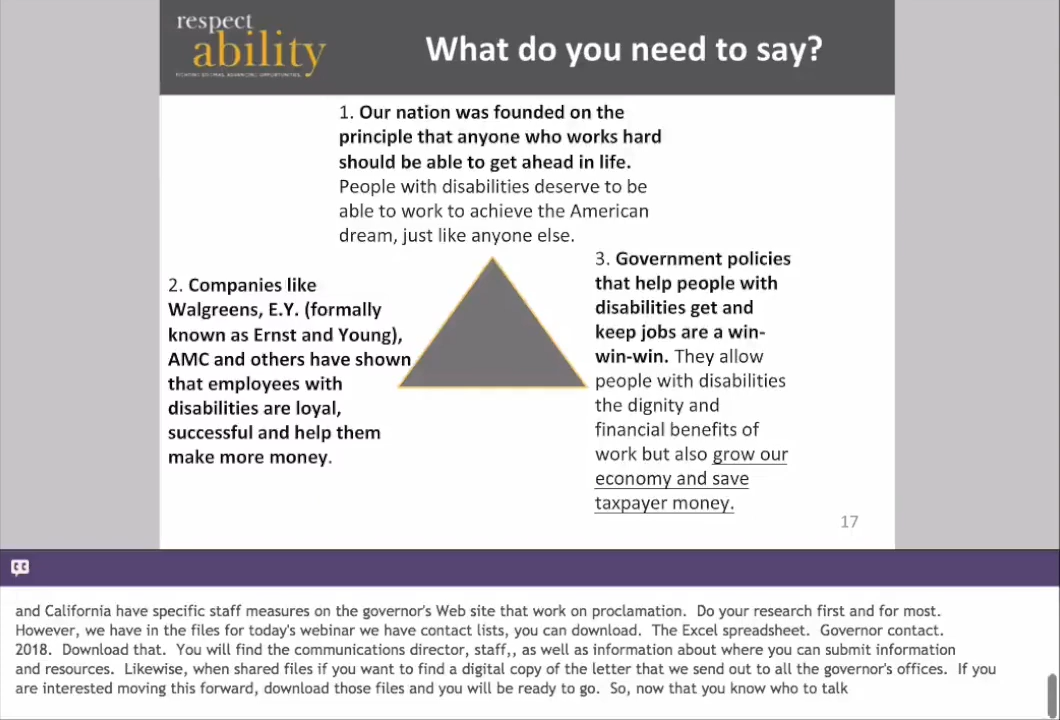 respect
ability
What do you need to say?
1. Our nation was founded on the
principle that anyone who works hard
should be able to get ahead in life.
People with disabilities deserve to be
able to work to achieve the American
dream, just like anyone else.
2. Companies like
Walgreens, E.Y. (formally
known as Ernst and Young),
AMC and others have shown
that employees with
disabilities are loyal,
successful and help them
make more money.
3. Government policies
that help people with
disabilities get and
keep jobs are a win-
win-win. They allow
people with disabilities
the dignity and
financial benefits of
work but also grow our
economy and save
taxpayer money.
17
and California have specific staff measures on the governor's Web site that work on proclamation. Do your research first and for most.
However, we have in the files for today's webinar we have contact lists, you can download. The Excel spreadsheet. Governor contact.
2018. Download that. You will find the communications director, staff,, as well as information about where you can submit information
and resources. Likewise, when shared files if you want to find a digital copy of the letter that we send out to all the governor's offices. If you
are interested moving this forward, download those files and you will be ready to go. So, now that you know who to talk